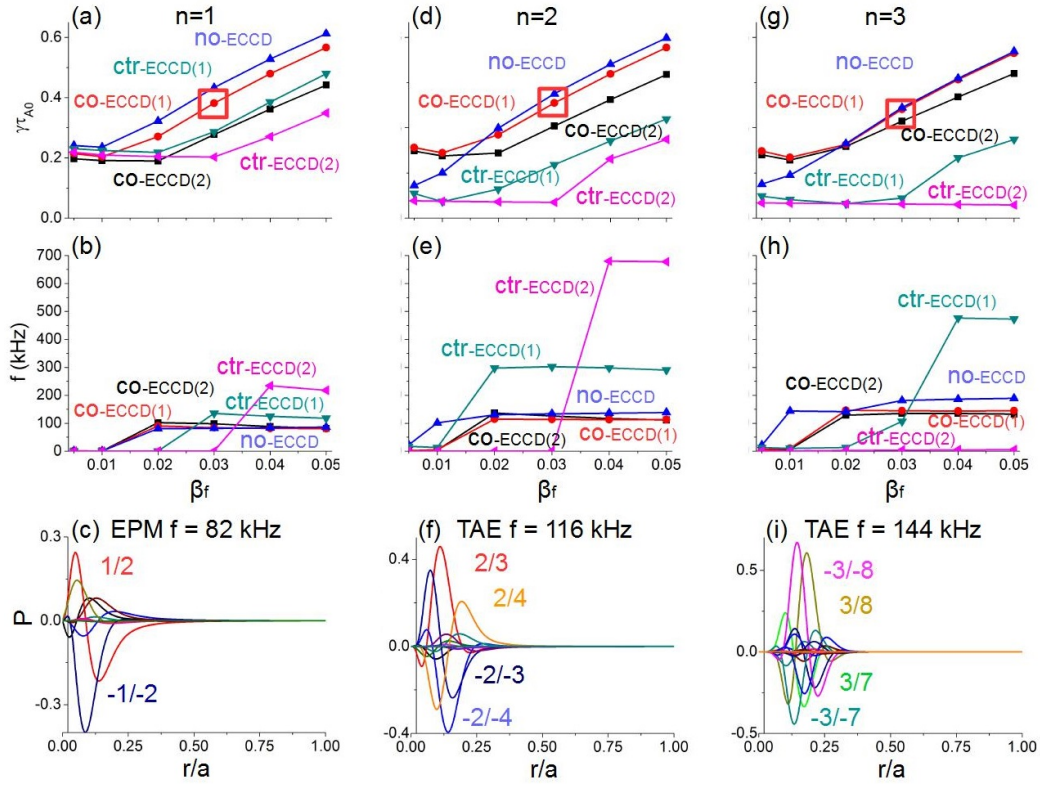 (a) n=1
0.6
0.4
0.2
0.0
γτA0
no-ECCD
ctr-ECCD(1)
co-ECCD(1)
co-ECCD(2)
ctr-ECCD(2)
(d) n=2
no-ECCD
co-ECCD(1)
co-ECCD(2)
ctr-ECCD(1)
ctr-ECCD(2)
(g) n=3
no-ECCD
co-ECCD(1)
co-ECCD(2)
ctr-ECCD(1)
ctr-ECCD(2)
(b)
700
600
500
400
300
200
100
0
f (kHz)
ctr-ECCD(2)
co-ECCD(2)
ctr-ECCD(1)
co-ECCD(1)
no-ECCD
0.01 0.02 0.03 0.04 0.05
βf
(e)
ctr-ECCD(2)
ctr-ECCD(1)
no-ECCD
co-ECCD(2)
co-ECCD(1)
0.01 0.02 0.03 0.04 0.05
βf
(h)
ctr-ECCD(1)
no-ECCD
co-ECCD(2)
co-ECCD(1)
ctr-ECCD(2)
0.01 0.02 0.03 0.04 0.05
βf
(c) EPM f = 82 kHz
0.3
0.0
-0.3
P
1/2
-1/-2
0.00 0.25 0.50 0.75 1.00
r/a
(f) TAE f = 116 kHz
0.4
0.0
-0.4
2/3
2/4
-2/-3
-2/-4
0.00 0.25 0.50 0.75 1.00
r/a
(i) TAE f = 144 kHz
0.5
0.0
-0.5
-3/-8
3/8
3/7
-3/-7
0.00 0.25 0.50 0.75 1.00
r/a